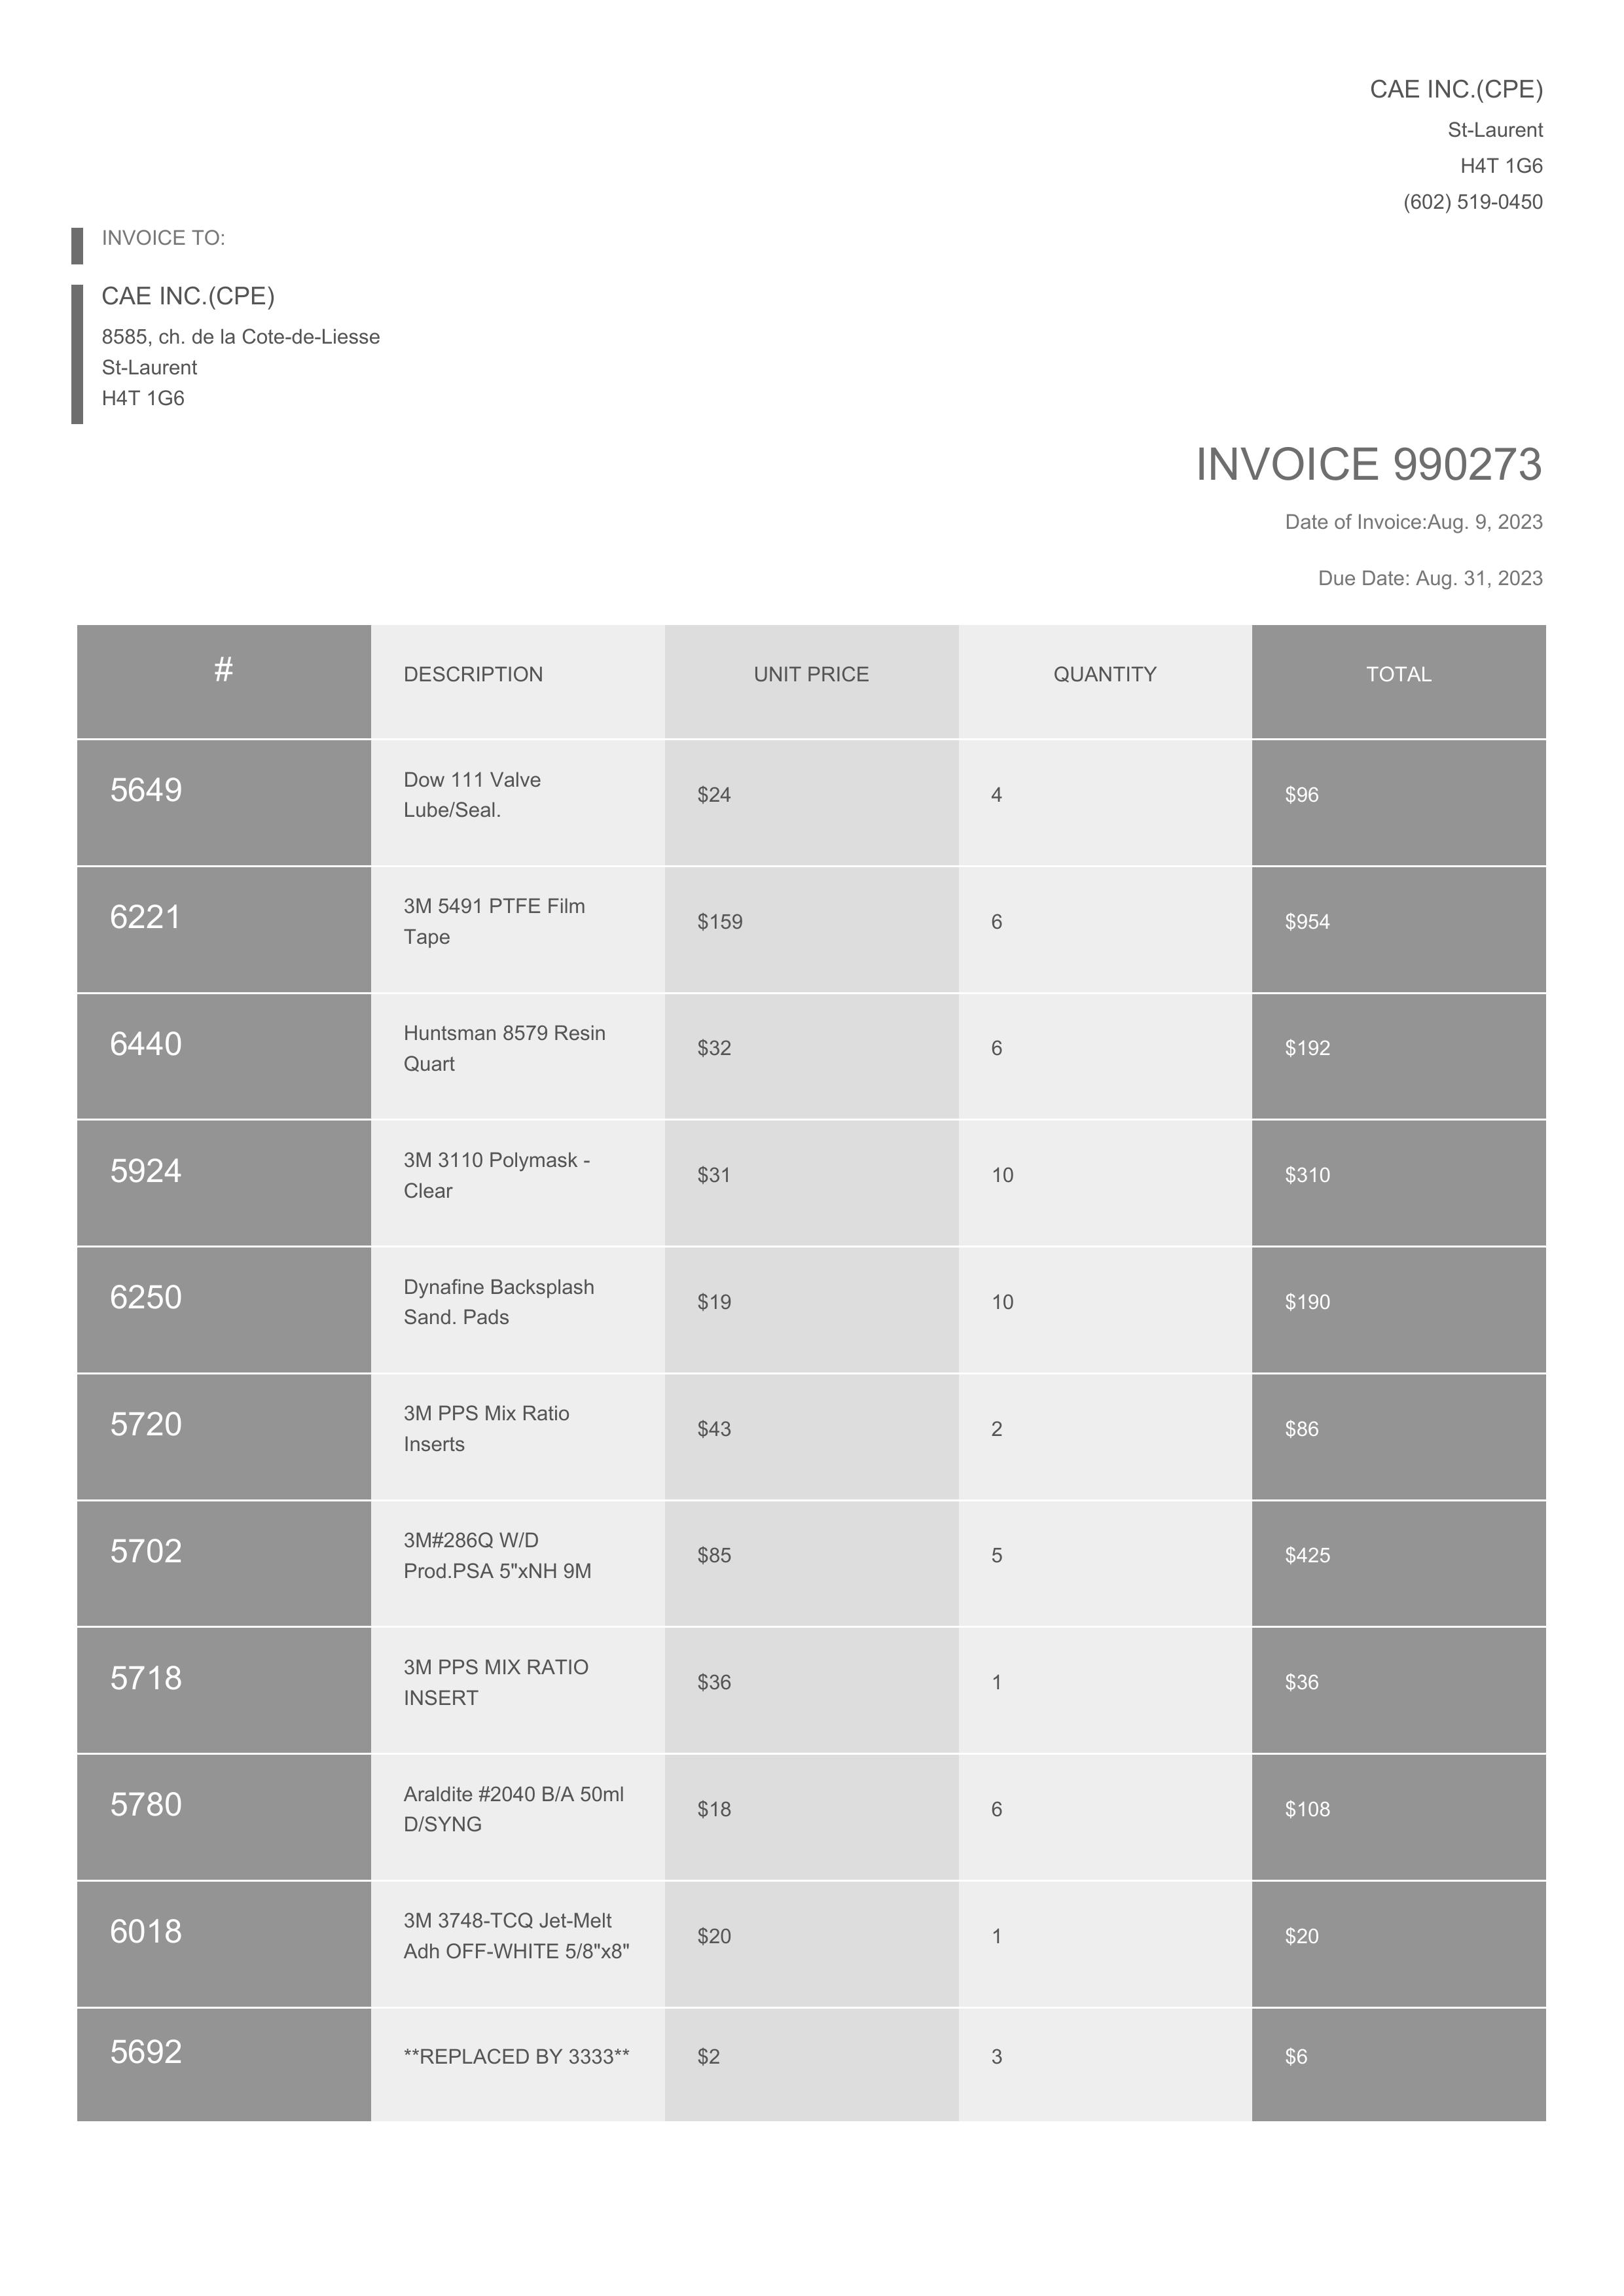 CAE INC.(CPE)
St-Laurent
H4T 1G6
(602) 519-0450
INVOICE TO:
CAE INC.(CPE)
8585, ch. de la Cote-de-Liesse
St-Laurent
H4T 1G6
INVOICE 990273
Date of Invoice:Aug. 9, 2023
Due Date: Aug. 31, 2023
# DESCRIPTION UNIT PRICE QUANTITY TOTAL
5649 Dow 111 Valve $24 4 $96
Lube/Seal.
6221 3M 5491 PTFE Film $159 6 $954
Tape
6440 Huntsman 8579 Resin $32 6 $192
Quart
5924 3M 3110 Polymask - $31 10 $310
Clear
6250 Dynafine Backsplash $19 10 $190
Sand. Pads
5720 3M PPS Mix Ratio $43 2 $86
Inserts
5702 3M#286Q W/D $85 5 $425
Prod.PSA 5"xNH 9M
5718 3M PPS MIX RATIO $36 1 $36
INSERT
5780 Araldite #2040 B/A 50ml $18 6 $108
D/SYNG
6018 3M 3748-TCQ Jet-Melt $20 1 $20
Adh OFF-WHITE 5/8"x8"
5692 **REPLACED BY 3333** $2 3 $6